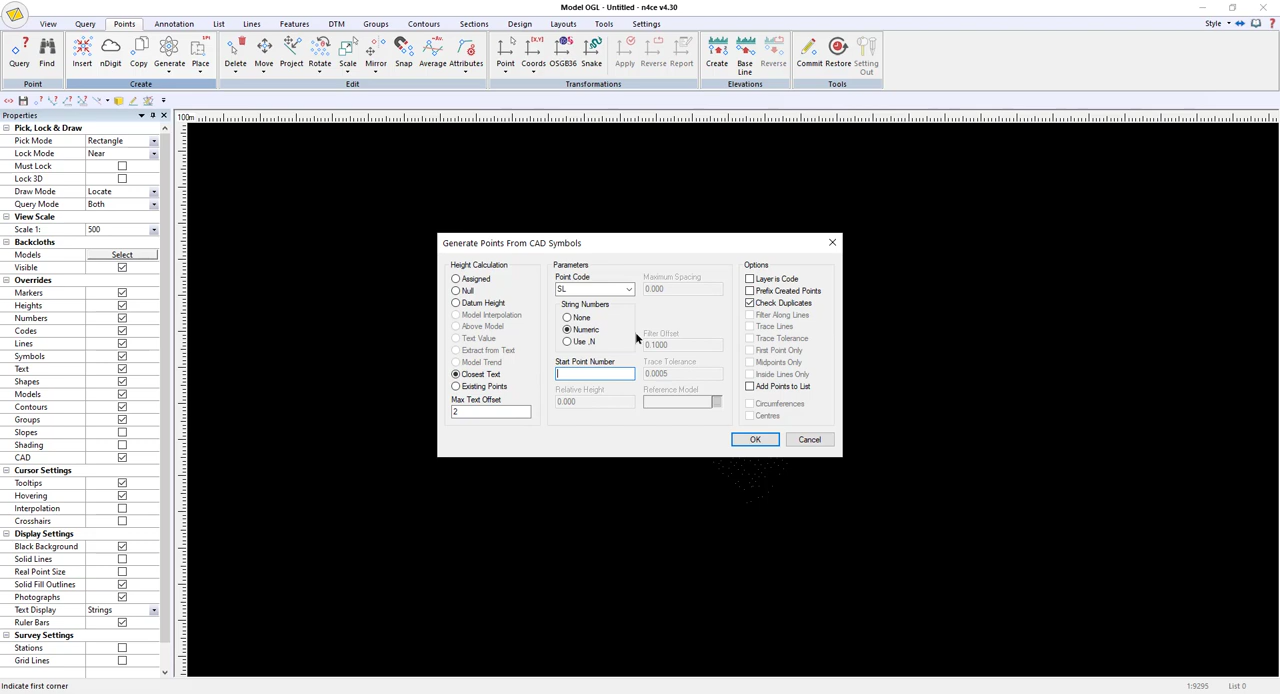 Model OGL - Untitled - n4ce v4.30
View Query Points Annotation List Lines Features DTM Groups Contours Sections Design Layouts Tools Settings Style
Query Find Insert nDigit Copy Generate Place Delete Move Project Rotate Scale Mirror Snap Average Attributes Point Coords OSGB36 Snake Apply Reverse Report Create Base Line Reverse Commit Restore Setting Out
Point Create Edit Transformations Elevations Tools
Properties
100m
Pick, Lock & Draw
Pick Mode Rectangle
Lock Mode Near
Must Lock
Lock 3D
Draw Mode Locate
Query Mode Both
View Scale
Scale 1: 500
Backcloths
Models Select
Visible
Overrides
Markers
Heights
Numbers
Codes
Lines
Symbols
Text
Shapes
Models
Contours
Groups
Slopes
Shading
CAD
Cursor Settings
Tooltips
Hovering
Interpolation
Crosshairs
Display Settings
Black Background
Solid Lines
Real Point Size
Solid Fill Outlines
Photographs
Text Display Strings
Ruler Bars
Survey Settings
Stations
Grid Lines
Generate Points From CAD Symbols
Height Calculation
Assigned
Null
Datum Height
Model Interpolation
Above Model
Text Value
Extract from Text
Model Trend
Closest Text
Existing Points
Max Text Offset
2
Parameters
Point Code
SL
String Numbers
None
Numeric
Use .N
Start Point Number
Relative Height
0.000
Maximum Spacing
0.000
Filter Offset
0.1000
Trace Tolerance
0.0005
Reference Model
Options
Layer is Code
Prefix Created Points
Check Duplicates
Filter Along Lines
Trace Lines
Trace Tolerance
First Point Only
Midpoints Only
Inside Lines Only
Add Points to List
Circumferences
Centres
OK Cancel
Indicate first corner 1:9295 List 0